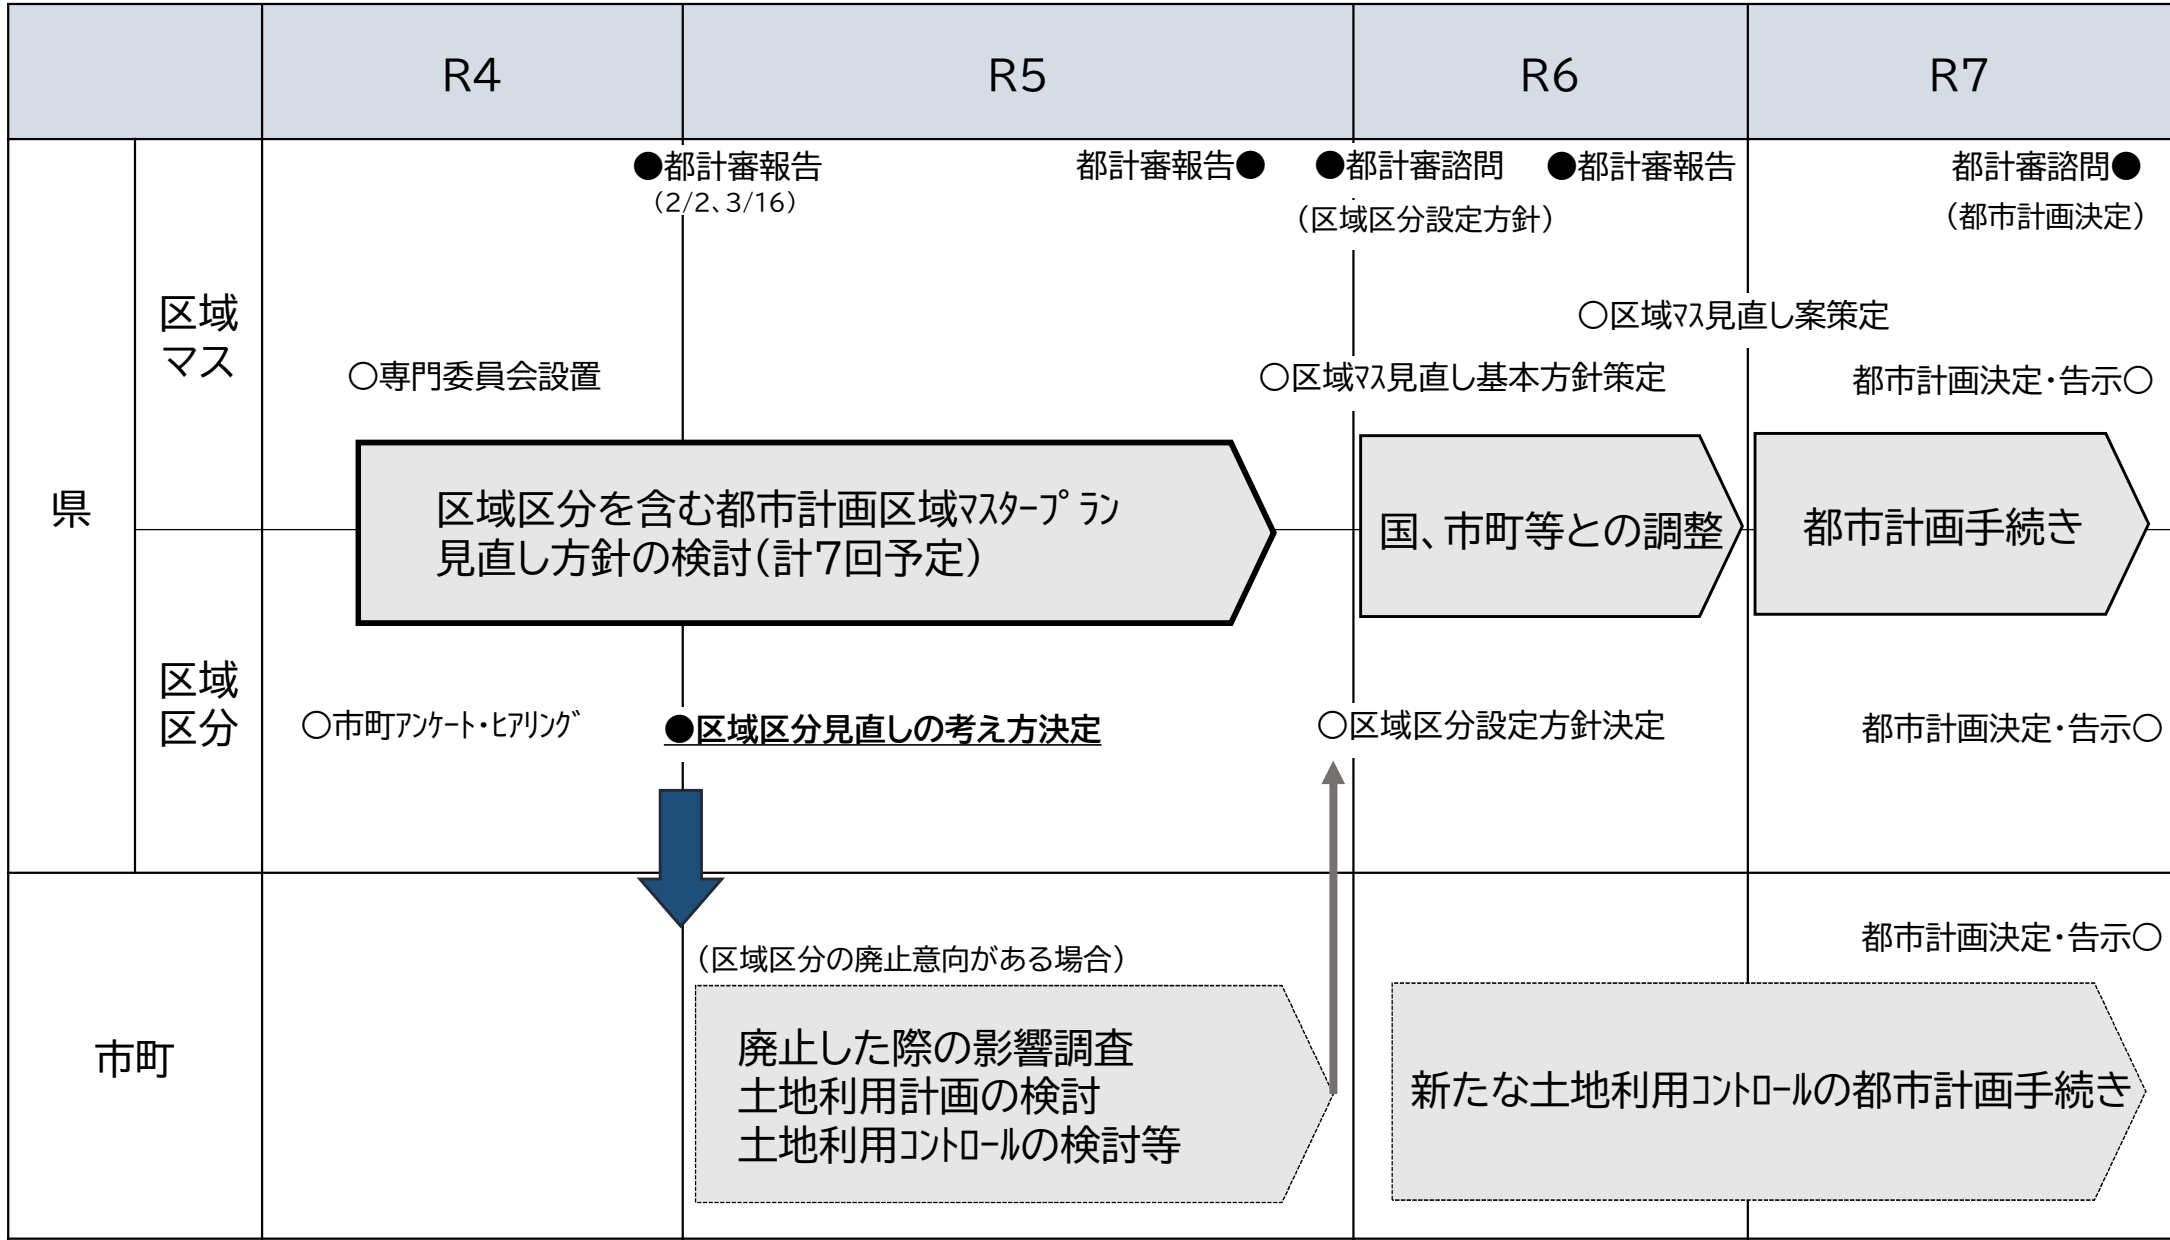 R4
R5
R6
R7
県
区域
マス
●都計審報告
（2/2、3/16）
都計審報告●
●都計審諮問
（区域区分設定方針）
●都計審報告
都計審諮問●
（都市計画決定）
○区域ﾏｽ見直し案策定
○専門委員会設置
○区域ﾏｽ見直し基本方針策定
都市計画決定・告示○
区域区分を含む都市計画区域ﾏｽﾀｰﾌﾟﾗﾝ
見直し方針の検討（計7回予定）
国、市町等との調整
都市計画手続き
区域
区分
○市町ｱﾝｹｰﾄ・ﾋｱﾘﾝｸﾞ
●区域区分見直しの考え方決定
○区域区分設定方針決定
都市計画決定・告示○
市町
都市計画決定・告示○
（区域区分の廃止意向がある場合）
廃止した際の影響調査
土地利用計画の検討
土地利用ｺﾝﾄﾛｰﾙの検討等
新たな土地利用ｺﾝﾄﾛｰﾙの都市計画手続き